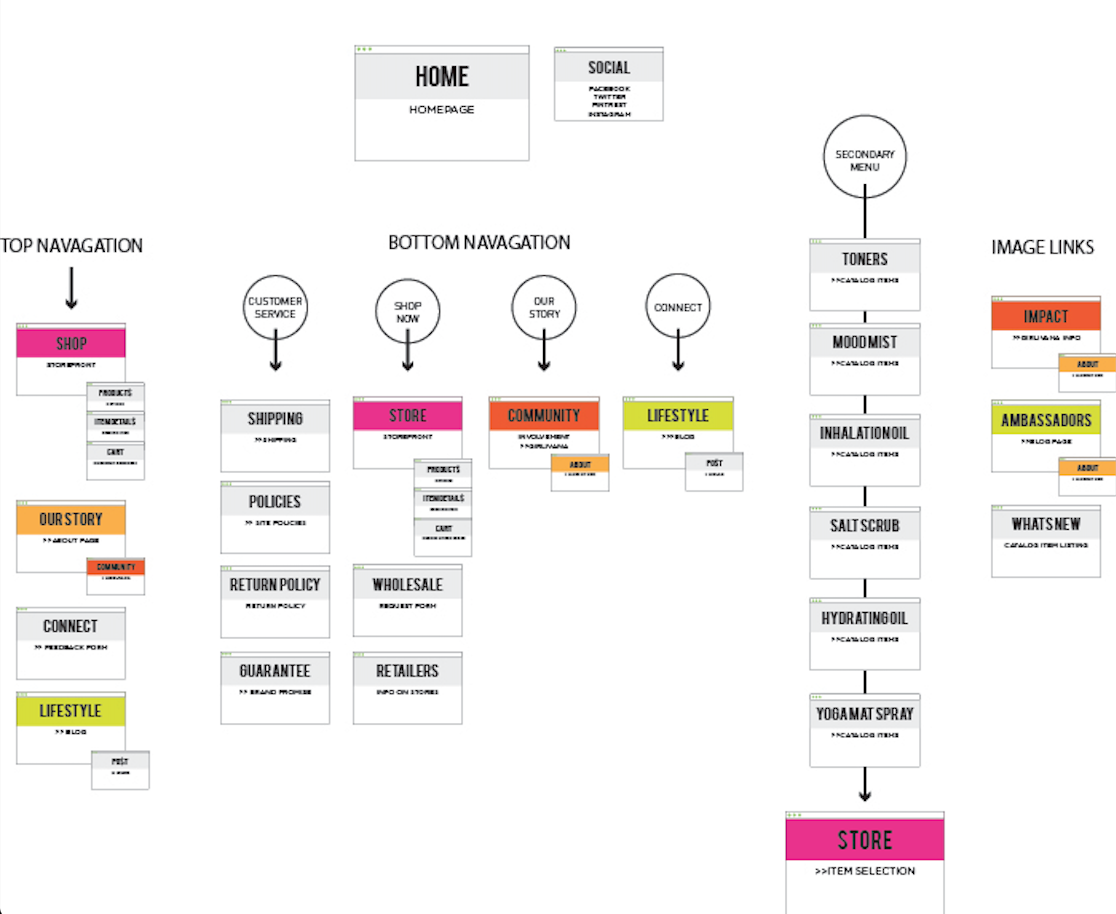 HOME
HOMEPAGE
SOCIAL
FACEBOOK
TWITTER
PINTREST
INSTAGRAM
TOP NAVAGATION
SHOP
STOREFRONT
PRODUCTS
ITEM DETAILS
CART
OUR STORY
>>ABOUT PAGE
COMMUNITY
CONNECT
>> FEEDBACK FORM
LIFESTYLE
>>BLOG
POST
BOTTOM NAVAGATION
CUSTOMER
SERVICE
SHIPPING
>>SHIPPING
POLICIES
>> SITE POLICIES
RETURN POLICY
RETURN POLICY
GUARANTEE
>> BRAND PROMISE
SHOP
NOW
STORE
STOREFRONT
PRODUCTS
ITEM DETAILS
CART
WHOLESALE
REQUEST FORM
RETAILERS
INFO ON STORES
OUR
STORY
COMMUNITY
INVOLVEMENT
>>GIRLIVANA
ABOUT
CONNECT
LIFESTYLE
>>>BLOG
POST
SECONDARY
MENU
TONERS
>>CATALOG ITEMS
MOOD MIST
>>CATALOG ITEMS
INHALATION OIL
>>CATALOG ITEMS
SALT SCRUB
>>CATALOG ITEMS
HYDRATING OIL
>>CATALOG ITEMS
YOGA MAT SPRAY
>>CATALOG ITEMS
STORE
>>ITEM SELECTION
IMAGE LINKS
IMPACT
>>GIRLIVANA INFO
ABOUT
AMBASSADORS
>>BLOG PAGE
ABOUT
WHATS NEW
CATALOG ITEM LISTING